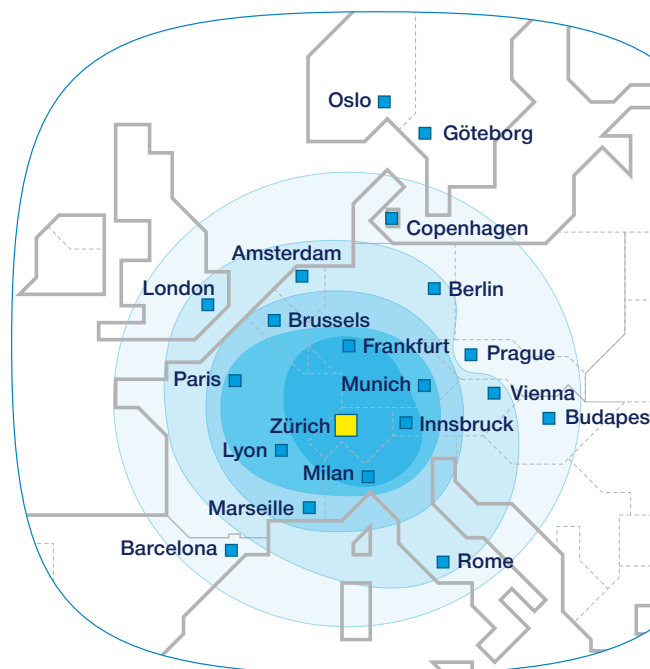 Oslo
Göteborg
Copenhagen
Amsterdam
London
Berlin
Brussels
Frankfurt
Prague
Paris
Munich
Vienna
Zürich
Innsbruck
Budapes
Lyon
Milan
Marseille
Barcelona
Rome